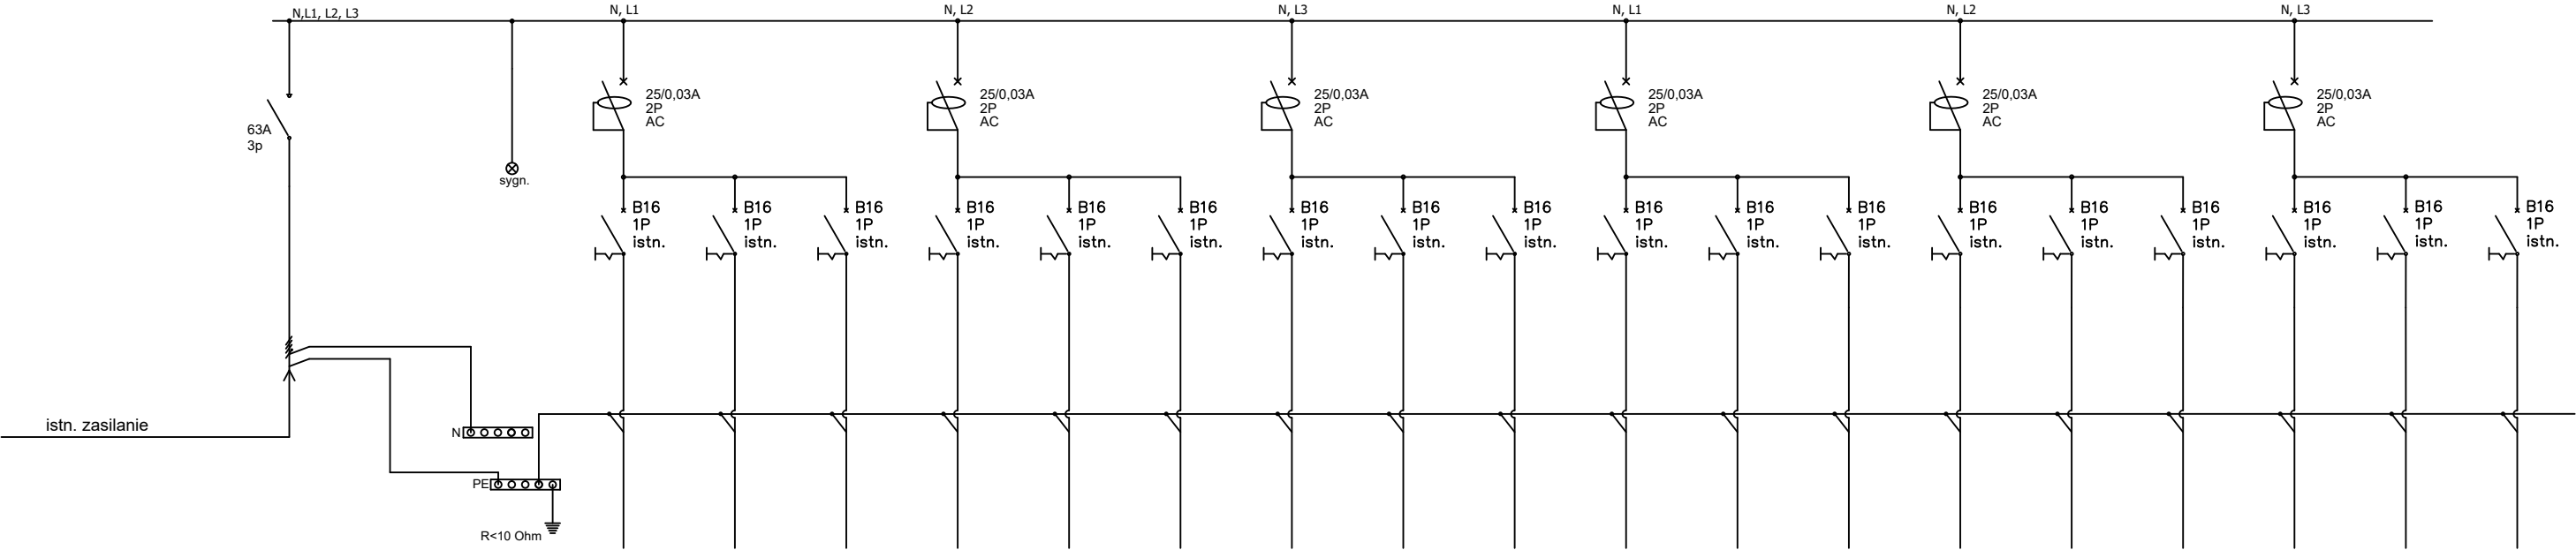 N,L1, L2, L3
N, L1
N, L2
N, L3
N, L1
N, L2
N, L3
63A
3p
sygn.
25/0,03A
2P
AC
25/0,03A
2P
AC
25/0,03A
2P
AC
25/0,03A
2P
AC
25/0,03A
2P
AC
25/0,03A
2P
AC
B16
1P
istn.
B16
1P
istn.
B16
1P
istn.
B16
1P
istn.
B16
1P
istn.
B16
1P
istn.
B16
1P
istn.
B16
1P
istn.
B16
1P
istn.
B16
1P
istn.
B16
1P
istn.
B16
1P
istn.
B16
1P
istn.
B16
1P
istn.
B16
1P
istn.
B16
1P
istn.
B16
1P
istn.
B16
1P
istn.
istn. zasilanie
N
PE
R<10 Ohm